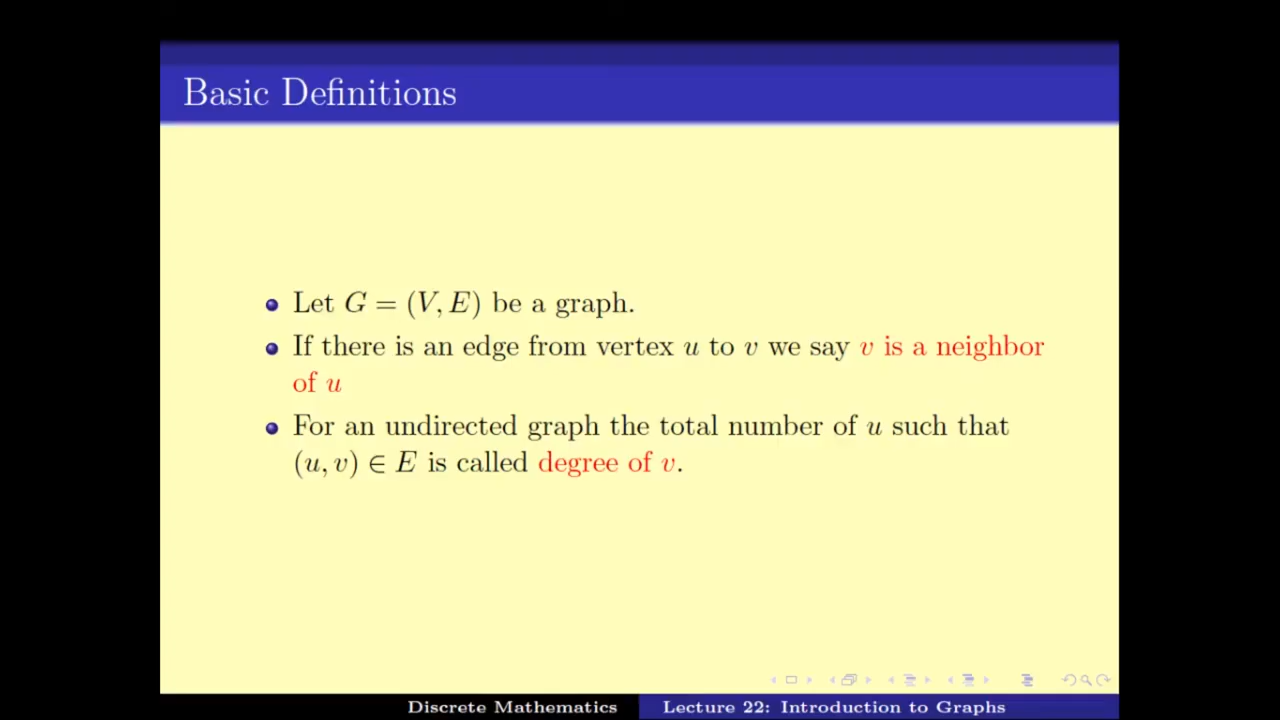 Basic Definitions
Let G = (V, E) be a graph.
If there is an edge from vertex u to v we say v is a neighbor
of u
For an undirected graph the total number of u such that
(u, v) ∈ E is called degree of v.
Discrete Mathematics
Lecture 22: Introduction to Graphs